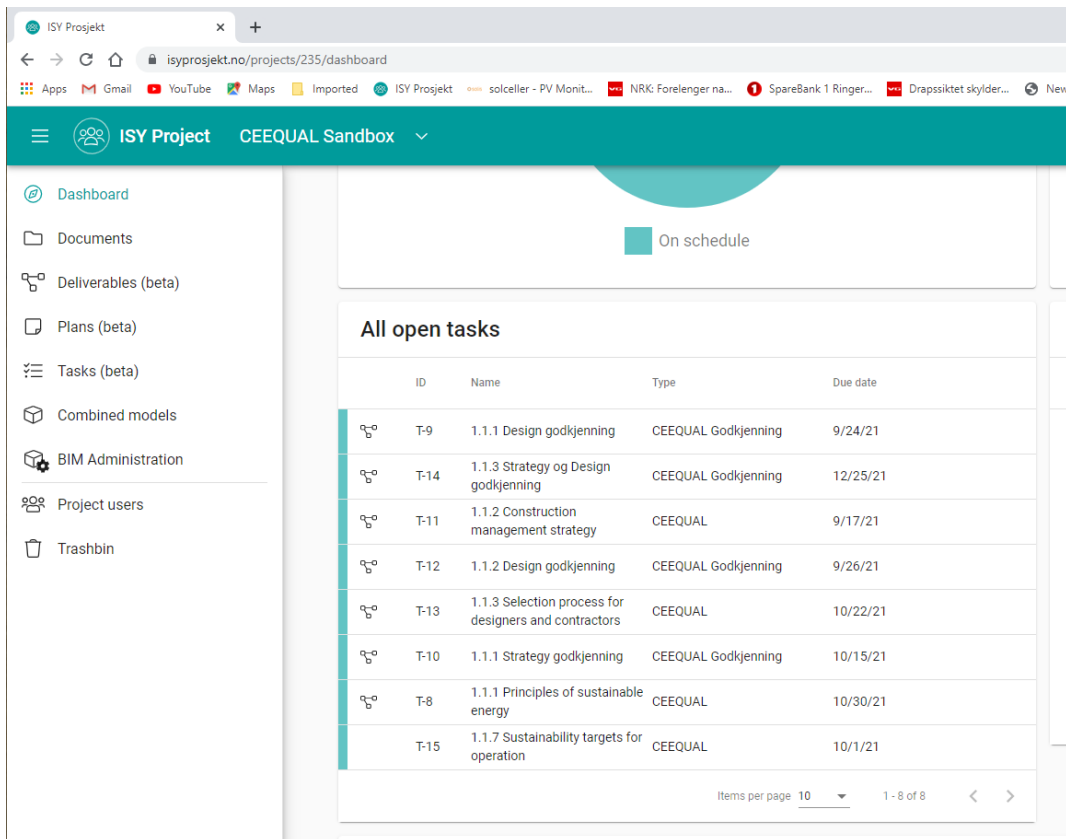 ISY Prosjekt
isyprosjekt.no/projects/235/dashboard
Apps Gmail YouTube Maps Imported ISY Prosjekt solceller - PV Monit... NRK: Forelenger na... SpareBank 1 Ringer... Drapssiktet skylder... New
ISY Project CEEQUAL Sandbox
Dashboard
Documents
Deliverables (beta)
Plans (beta)
Tasks (beta)
Combined models
BIM Administration
Project users
Trashbin
On schedule
All open tasks
ID Name Type Due date
T-9 1.1.1 Design godkjenning CEEQUAL Godkjenning 9/24/21
T-14 1.1.3 Strategy og Design godkjenning CEEQUAL Godkjenning 12/25/21
T-11 1.1.2 Construction management strategy CEEQUAL 9/17/21
T-12 1.1.2 Design godkjenning CEEQUAL Godkjenning 9/26/21
T-13 1.1.3 Selection process for designers and contractors CEEQUAL 10/22/21
T-10 1.1.1 Strategy godkjenning CEEQUAL Godkjenning 10/15/21
T-8 1.1.1 Principles of sustainable energy CEEQUAL 10/30/21
T-15 1.1.7 Sustainability targets for operation CEEQUAL 10/1/21
Items per page 10 1 - 8 of 8